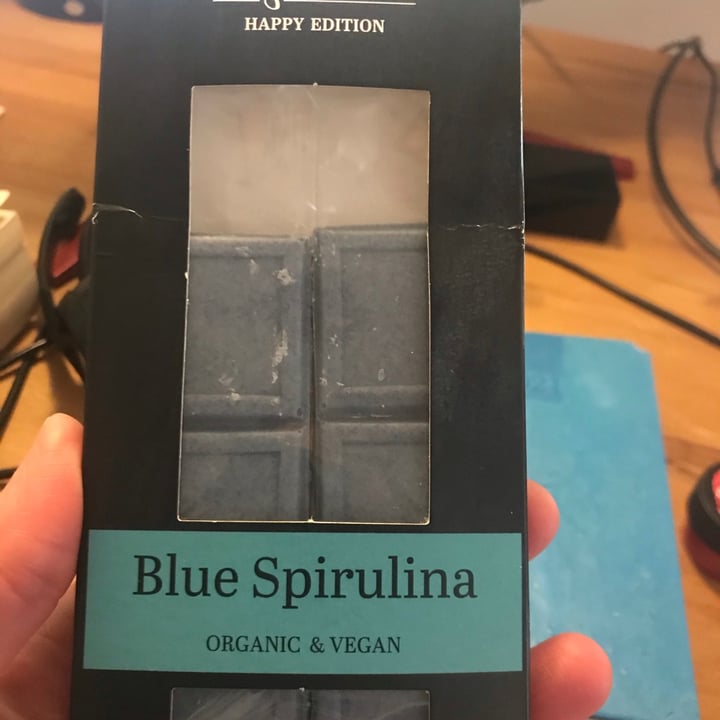 HAPPY EDITION
Blue Spirulina
ORGANIC & VEGAN